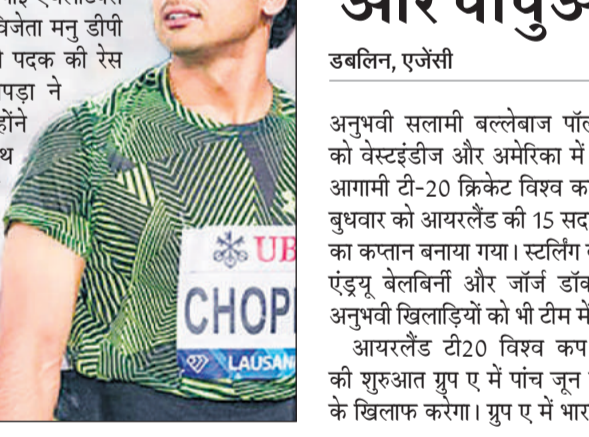 विजेता मनु डीपी
पदक की रेस
पड़ा ने
होंने
थ
UB
CHOP
LAUSAN
और
डबलिन, एजेंसी
अनुभवी सलामी बल्लेबाज
को वेस्टइंडीज और अमेरिका में
आगामी टी-20 क्रिकेट विश्व
बुधवार को आयरलैंड की 15
का कप्तान बनाया गया। स्टर्लिंग
एंड्रयू बेलबिर्नी और जॉर्ज
अनुभवी खिलाड़ियों को भी टीम में
आयरलैंड टी20 विश्व कप
की शुरुआत ग्रुप ए में पांच जून
के खिलाफ करेगा। ग्रुप ए में